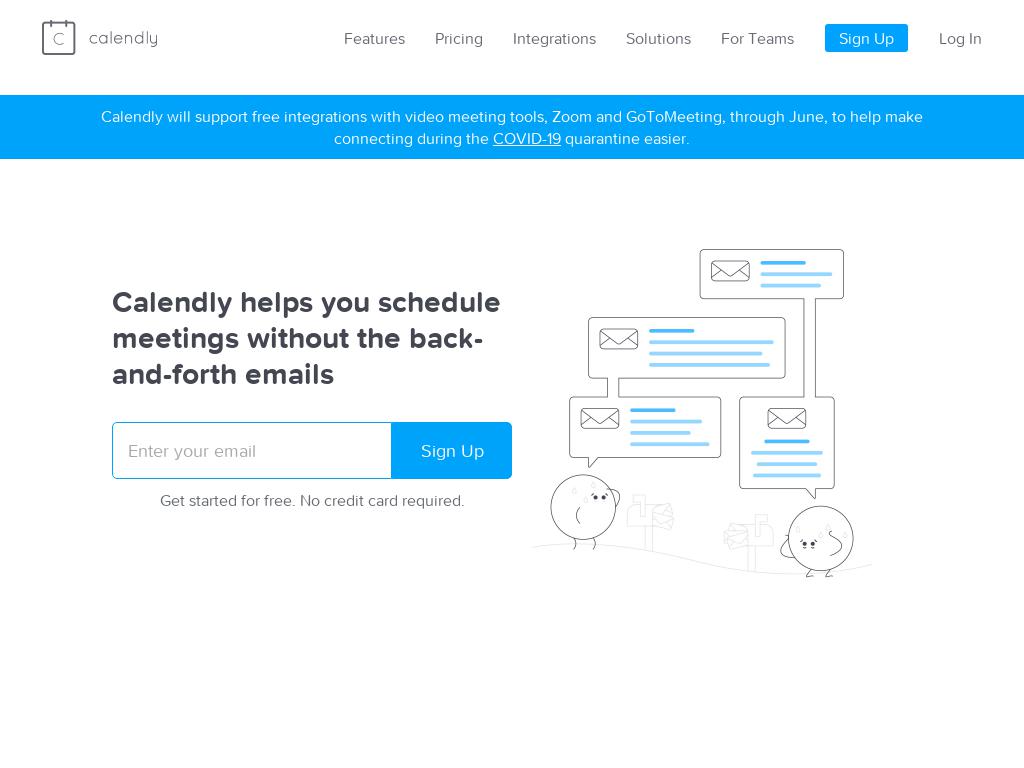 C
calendly
Features
Pricing
Integrations
Solutions
For Teams
Sign Up
Log In
Calendly will support free integrations with video meeting tools, Zoom and GoToMeeting, through June, to help make
connecting during the COVID-19 quarantine easier.
Calendly helps you schedule
meetings without the back-
and-forth emails
Enter your email
Sign Up
Get started for free. No credit card required.